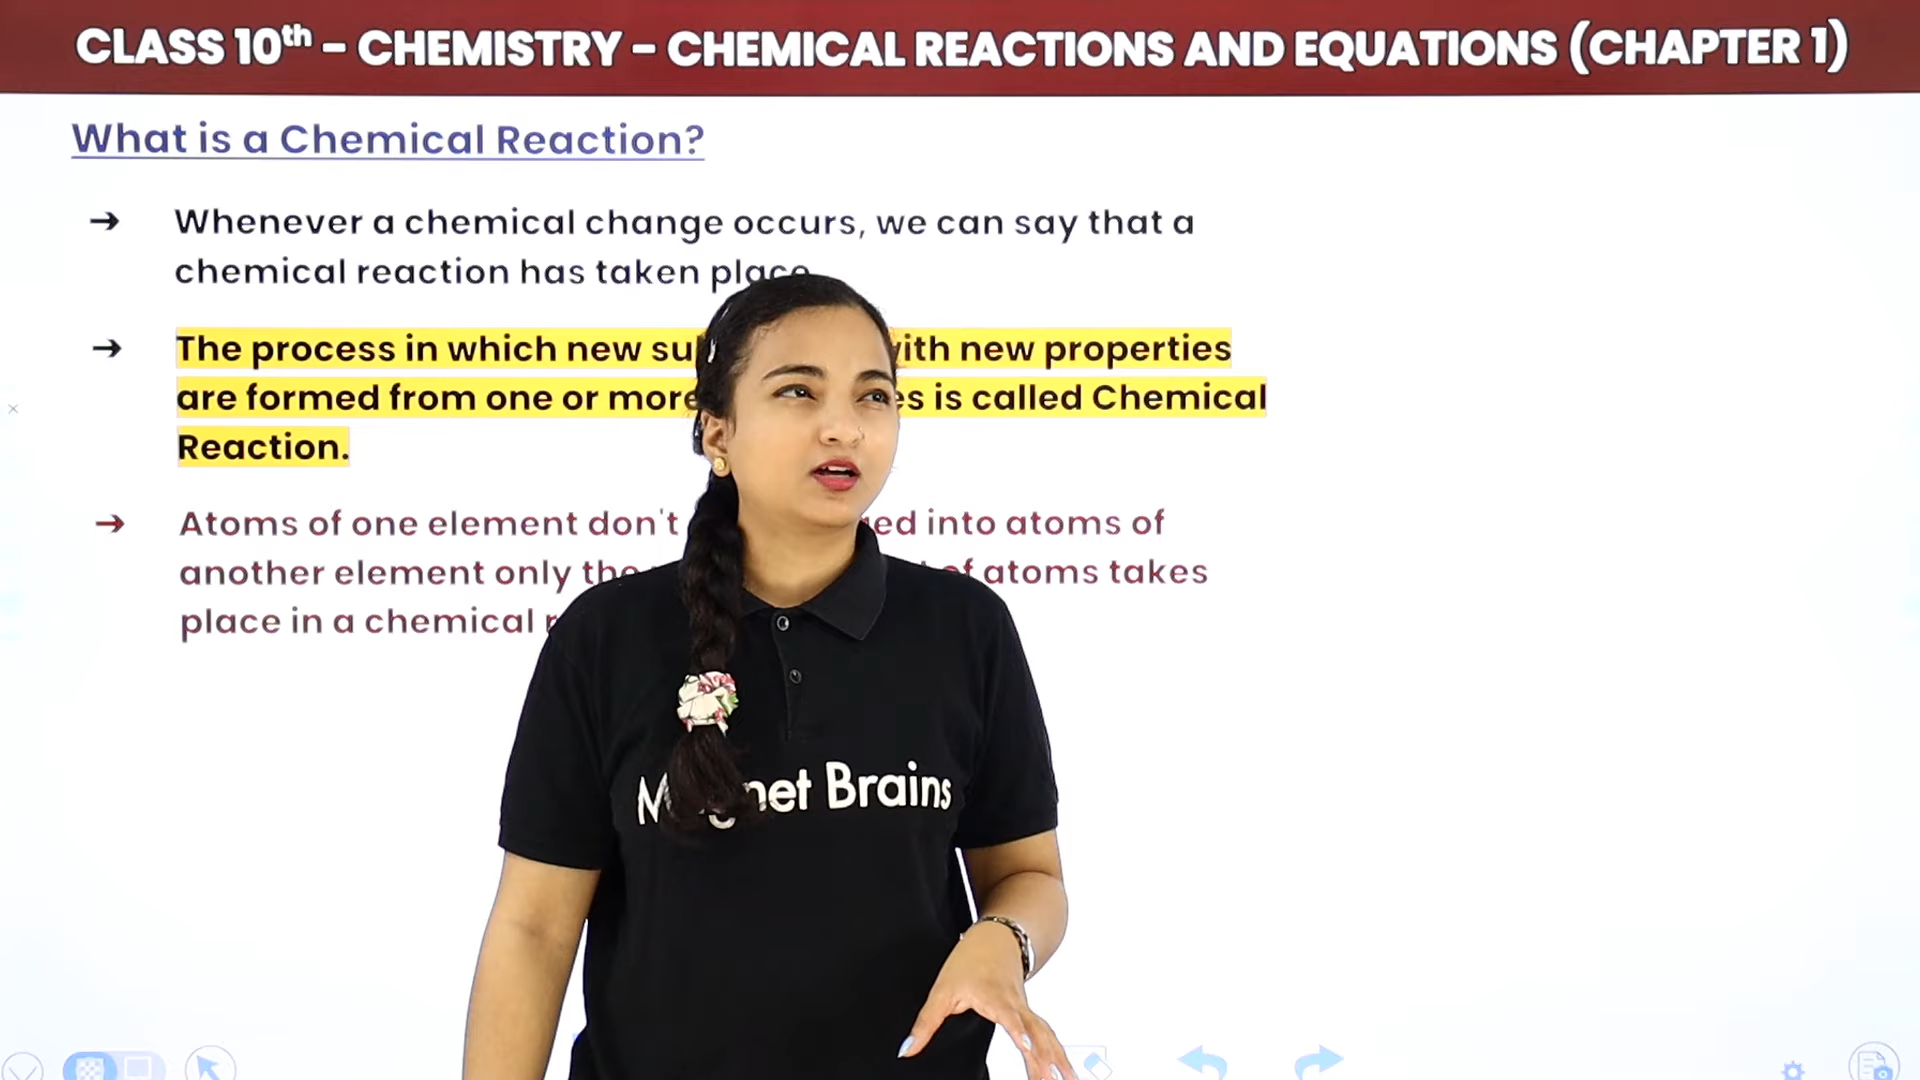 CLASS 10th - CHEMISTRY - CHEMICAL REACTIONS AND EQUATIONS (CHAPTER 1)
What is a Chemical Reaction?
➔ Whenever a chemical change occurs, we can say that a
chemical reaction has taken place
➔ The process in which new with new properties
are formed from one or more is called Chemical
Reaction.
➔ Atoms of one element don't into atoms of
another element only the of atoms takes
place in a chemical
Magnet Brains